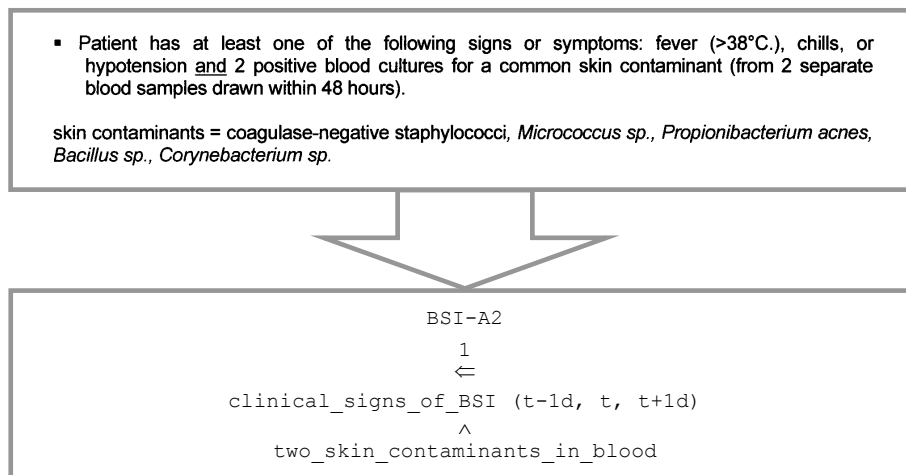 ▪ Patient has at least one of the following signs or symptoms: fever (>38°C.), chills, or
hypotension and 2 positive blood cultures for a common skin contaminant (from 2 separate
blood samples drawn within 48 hours).
skin contaminants = coagulase-negative staphylococci, Micrococcus sp., Propionibacterium acnes,
Bacillus sp., Corynebacterium sp.
BSI-A2
1
⇐
clinical_signs_of_BSI (t-1d, t, t+1d)
∧
two_skin_contaminants_in_blood